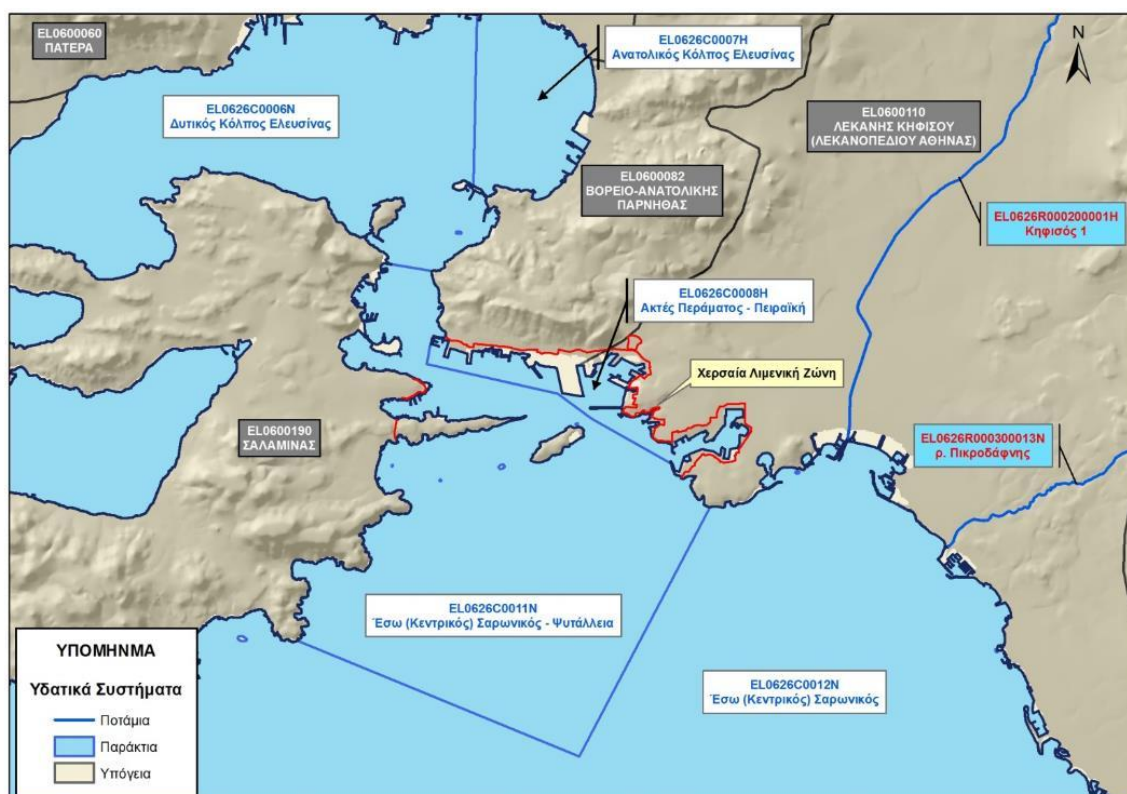 EL0600060
ΠΑΤΕΡΑ
EL0626C0007H
Ανατολικός Κόλπος Ελευσίνας
N
EL0626C0006N
Δυτικός Κόλπος Ελευσίνας
EL0600110
ΛΕΚΑΝΗΣ ΚΗΦΙΣΟΥ
(ΛΕΚΑΝΟΠΕΔΙΟΥ ΑΘΗΝΑΣ)
EL0600082
ΒΟΡΕΙΟ-ΑΝΑΤΟΛΙΚΗΣ
ΠΑΡΝΗΘΑΣ
EL0626R000200001H
Κηφισός 1
EL0626C0008H
Ακτές Περάματος - Πειραϊκή
Χερσαία Λιμενική Ζώνη
EL0600190
ΣΑΛΑΜΙΝΑΣ
EL0626R000300013N
ρ. Πικροδάφνης
EL0626C0011N
Έσω (Κεντρικός) Σαρωνικός - Ψυτάλλεια
EL0626C0012N
Έσω (Κεντρικός) Σαρωνικός
ΥΠΟΜΝΗΜΑ
Υδατικά Συστήματα
Ποτάμια
Παράκτια
Υπόγεια